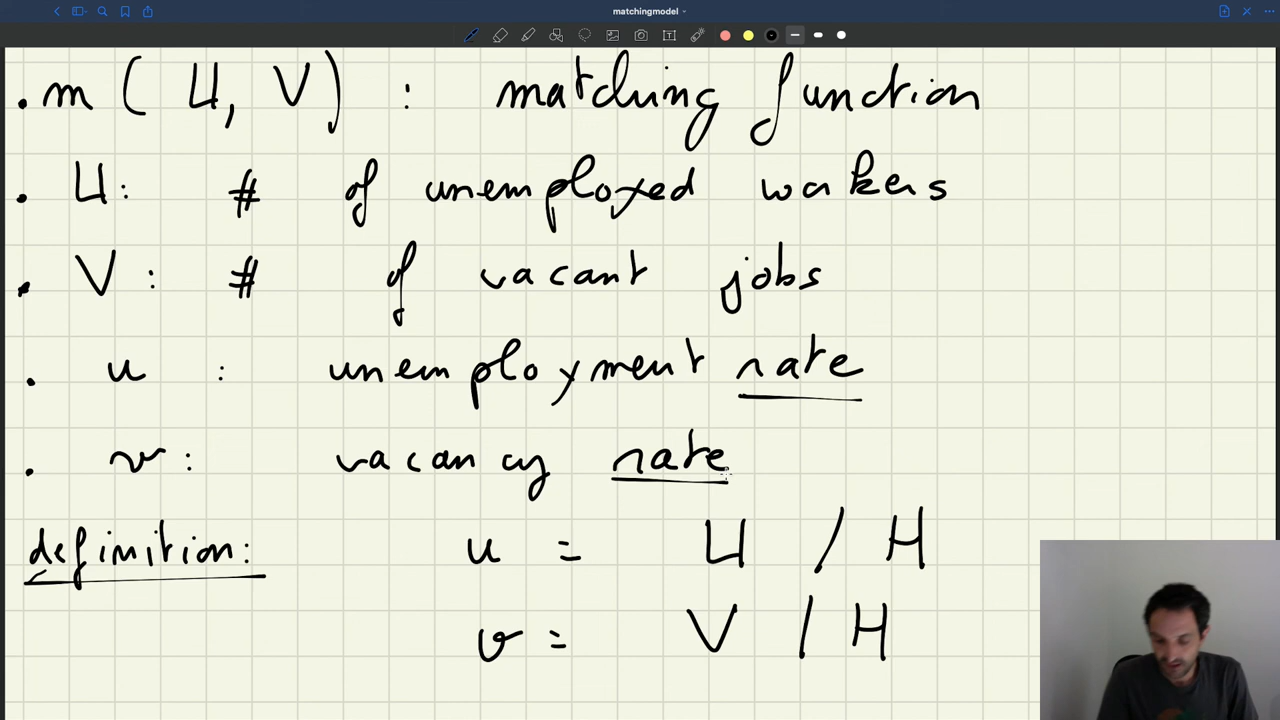 matchingmodel
. m ( U, V ) : matching function
. U: # of unemployed workers
. V: # of vacant jobs
. u : unemployment rate
. v: vacancy rate
definition: u = U / H
v = V / H